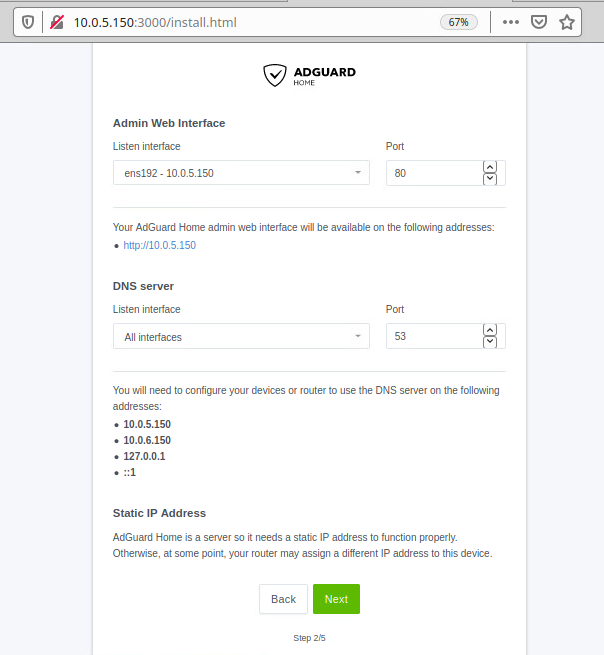 10.0.5.150:3000/install.html
67%
ADGUARD
HOME
Admin Web Interface
Listen interface Port
ens192 - 10.0.5.150 80
Your AdGuard Home admin web interface will be available on the following addresses:
• http://10.0.5.150
DNS server
Listen interface Port
All interfaces 53
You will need to configure your devices or router to use the DNS server on the following
addresses:
• 10.0.5.150
• 10.0.6.150
• 127.0.0.1
• ::1
Static IP Address
AdGuard Home is a server so it needs a static IP address to function properly.
Otherwise, at some point, your router may assign a different IP address to this device.
Back Next
Step 2/5